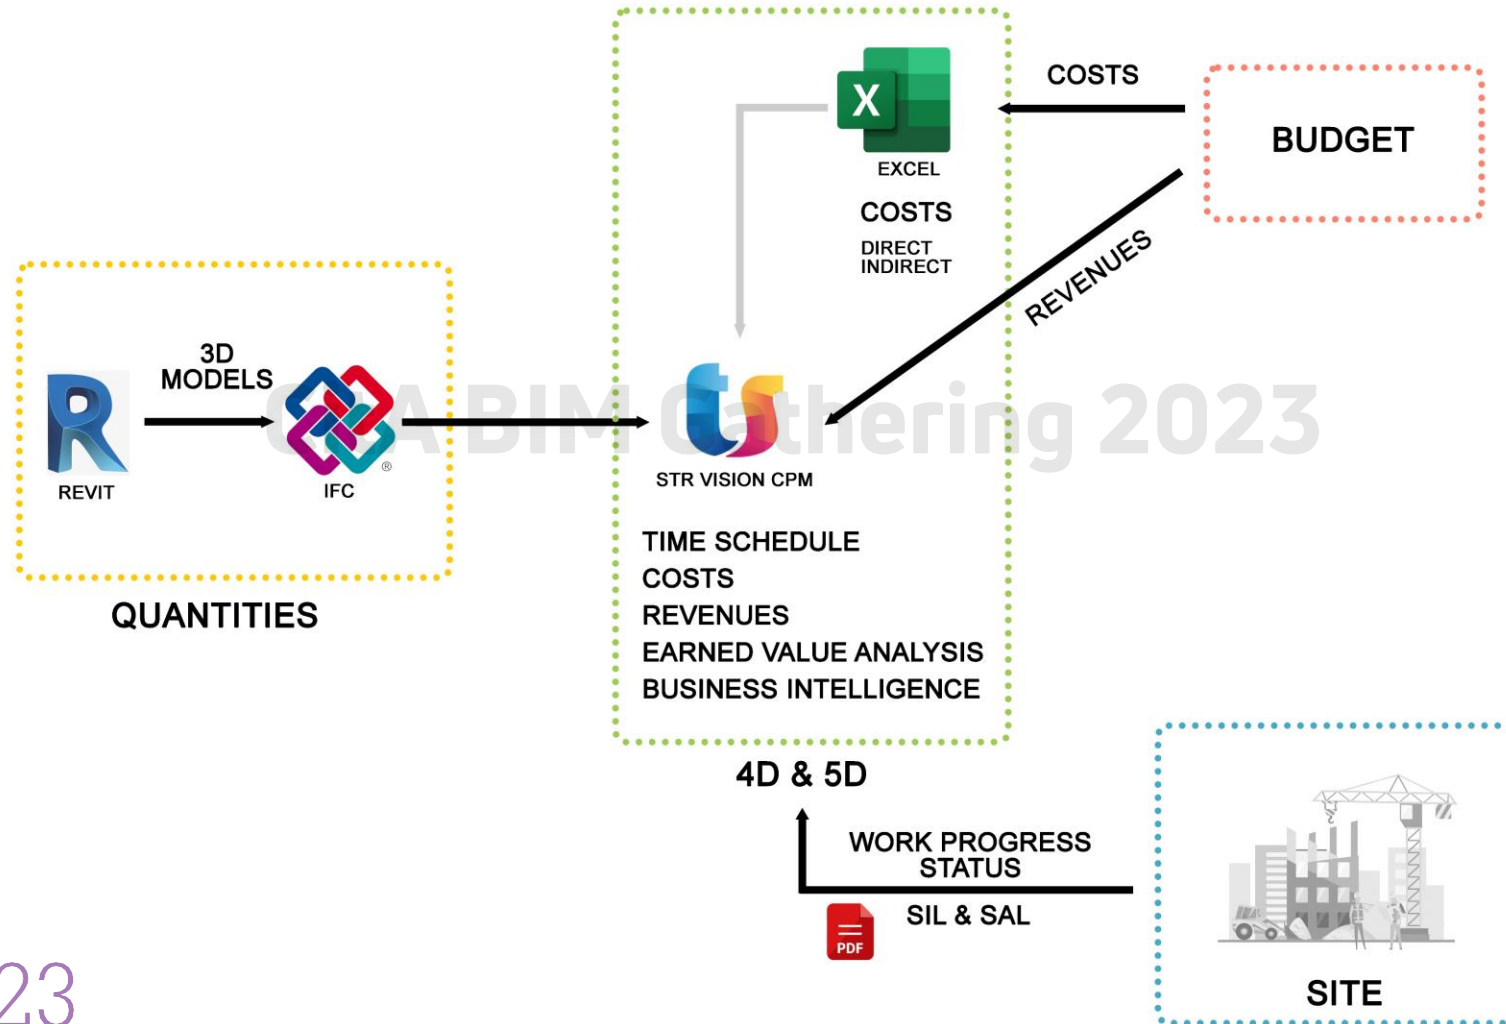 COSTS
BUDGET
X
EXCEL
COSTS
DIRECT
INDIRECT
REVENUES
3D
MODELS
R
REVIT
®
IFC
BIM Gathering 2023
ts
STR VISION CPM
TIME SCHEDULE
COSTS
REVENUES
EARNED VALUE ANALYSIS
BUSINESS INTELLIGENCE
QUANTITIES
4D & 5D
WORK PROGRESS
STATUS
SIL & SAL
PDF
SITE
23